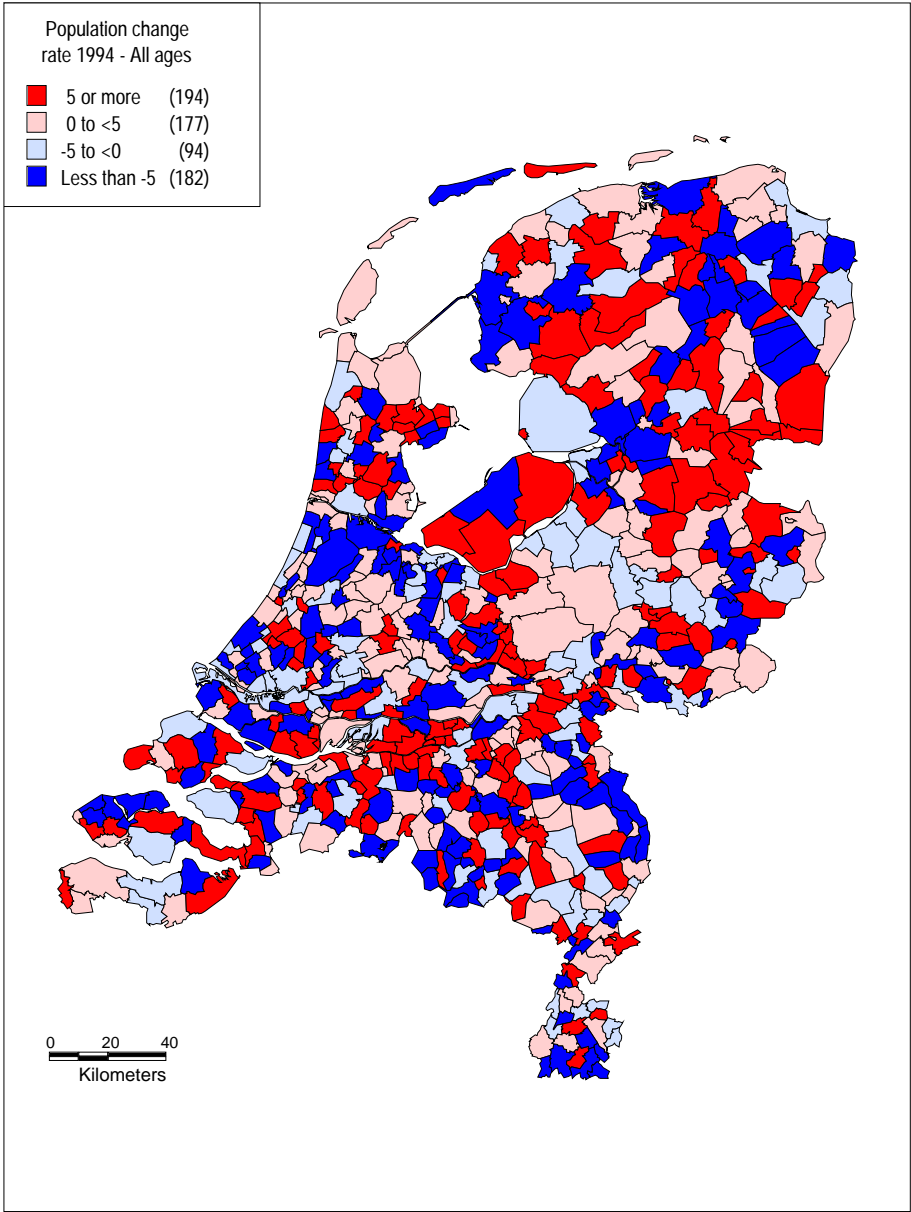 Population change
rate 1994 - All ages
5 or more (194)
0 to <5 (177)
-5 to <0 (94)
Less than -5 (182)
0 20 40
Kilometers